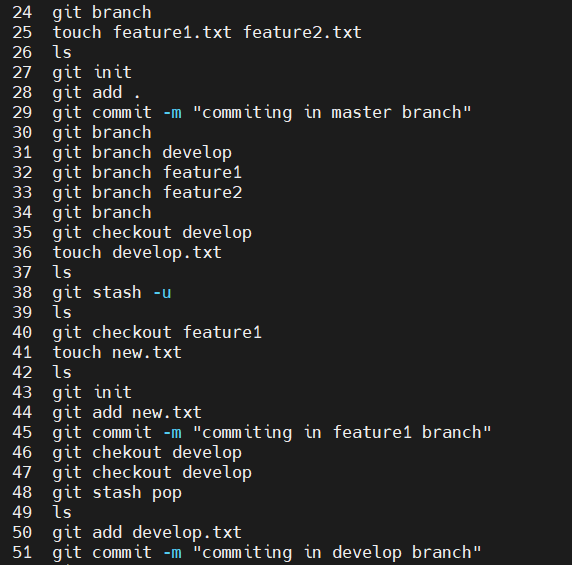 24 git branch
25 touch feature1.txt feature2.txt
26 ls
27 git init
28 git add .
29 git commit -m "commiting in master branch"
30 git branch
31 git branch develop
32 git branch feature1
33 git branch feature2
34 git branch
35 git checkout develop
36 touch develop.txt
37 ls
38 git stash -u
39 ls
40 git checkout feature1
41 touch new.txt
42 ls
43 git init
44 git add new.txt
45 git commit -m "commiting in feature1 branch"
46 git chekout develop
47 git checkout develop
48 git stash pop
49 ls
50 git add develop.txt
51 git commit -m "commiting in develop branch"